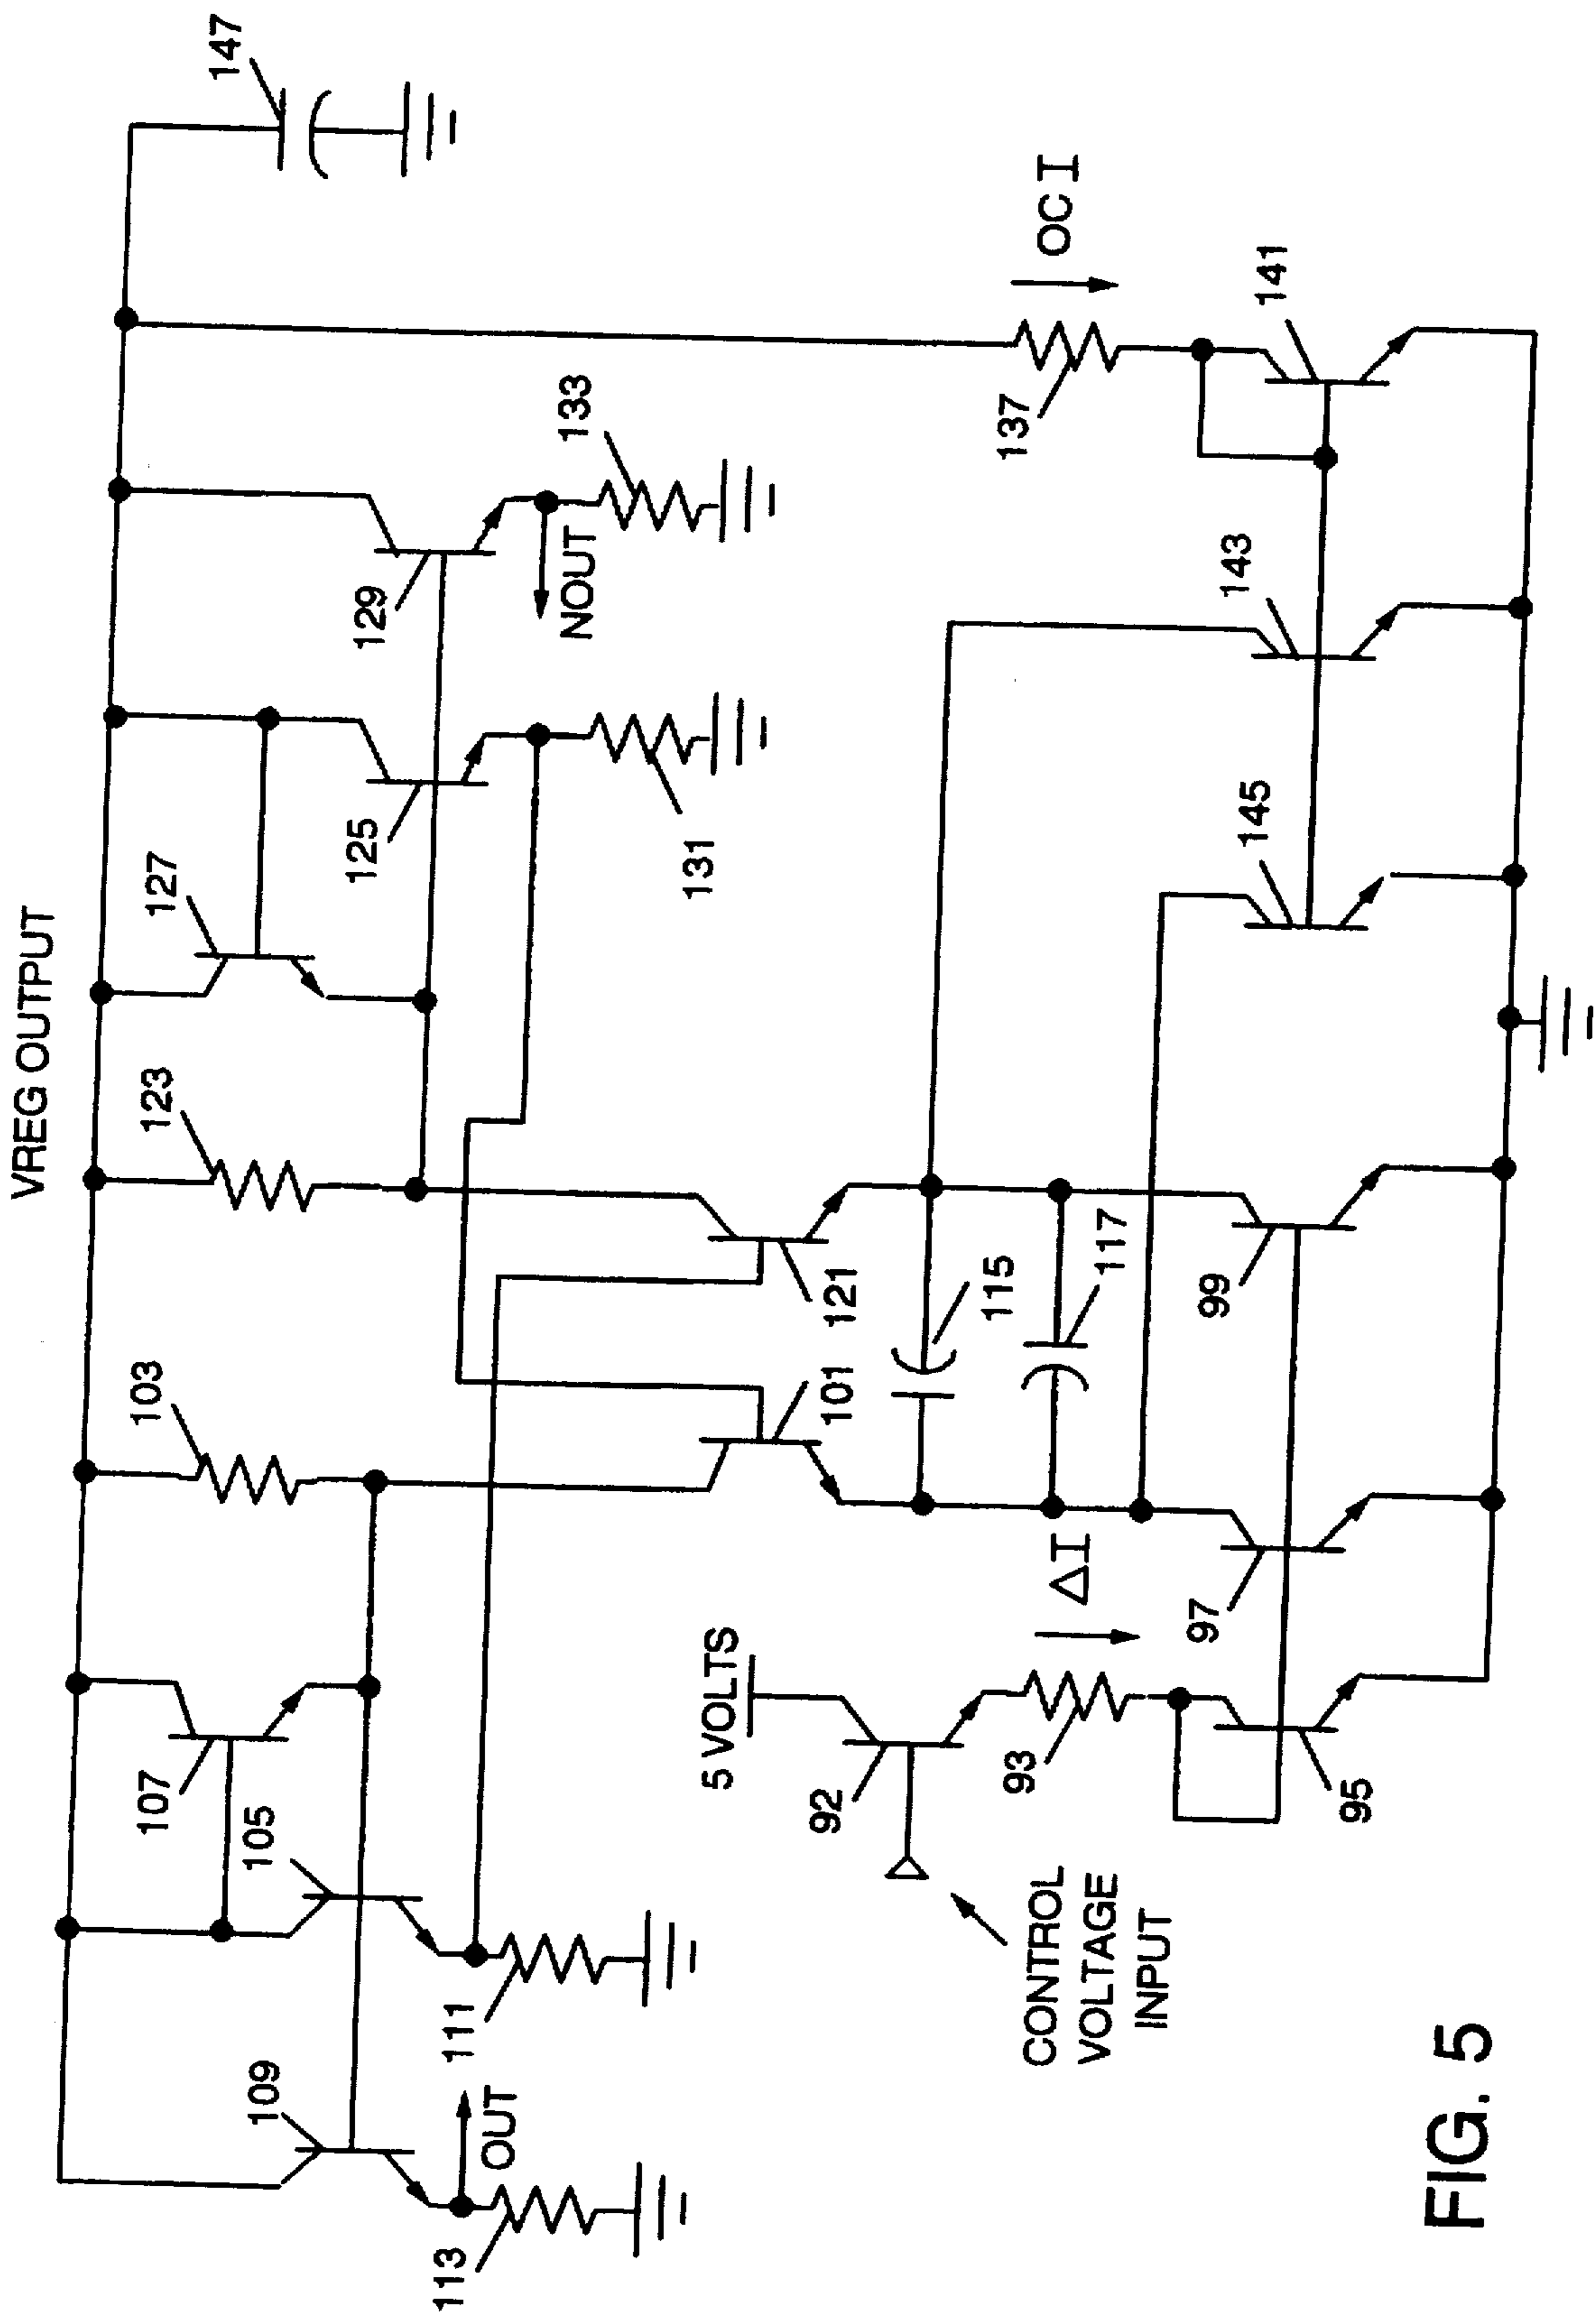 VREG OUTPUT
147
123
127
103
107
105
109
125
129
133
131
NOUT
111
OUT
113
121
101
5 VOLTS
92
93
ΔI
115
117
OC I
137
141
143
145
99
97
95
CONTROL
VOLTAGE
INPUT
FIG. 5